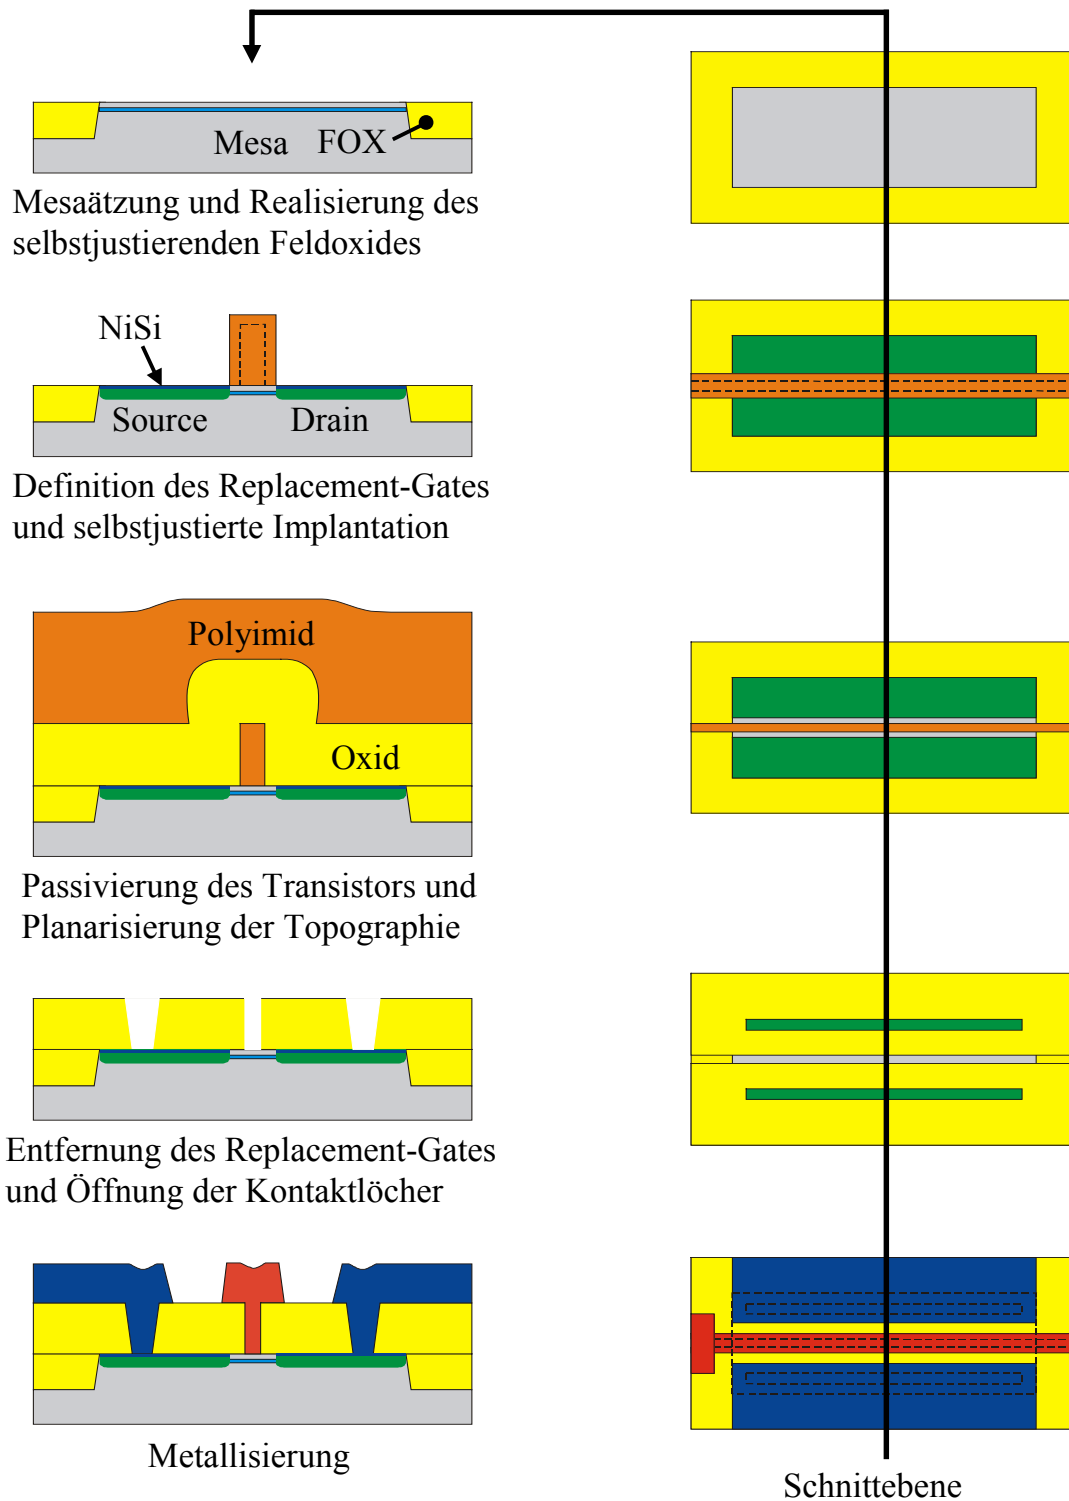 Mesa
FOX
Mesaätzung und Realisierung des
selbstjustierenden Feldoxides
NiSi
Source
Drain
Definition des Replacement-Gates
und selbstjustierte Implantation
Polyimid
Oxid
Passivierung des Transistors und
Planarisierung der Topographie
Entfernung des Replacement-Gates
und Öffnung der Kontaktlöcher
Metallisierung
Schnittebene